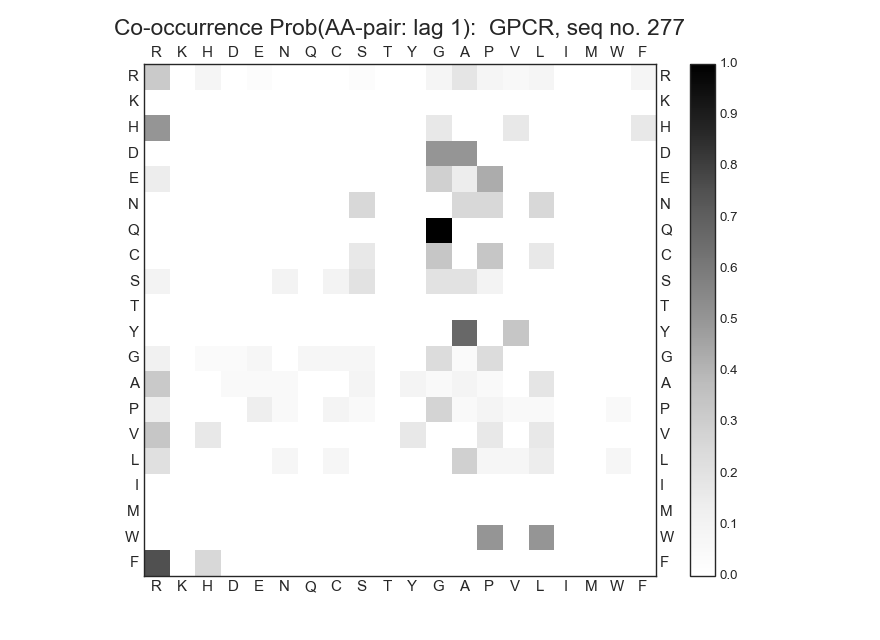 Co-occurrence Prob(AA-pair: lag 1):  GPCR, seq no. 277
R K H D E N Q C S T Y G A P V L I M W F
1.0
R R
K K
0.9
H H
D D
0.8
E E
0.7
N N
Q Q
0.6
C C
S S
0.5
T T
Y Y
0.4
G G
A A
0.3
P P
V V
0.2
L L
I I
0.1
M M
W W
F F
0.0
R K H D E N Q C S T Y G A P V L I M W F